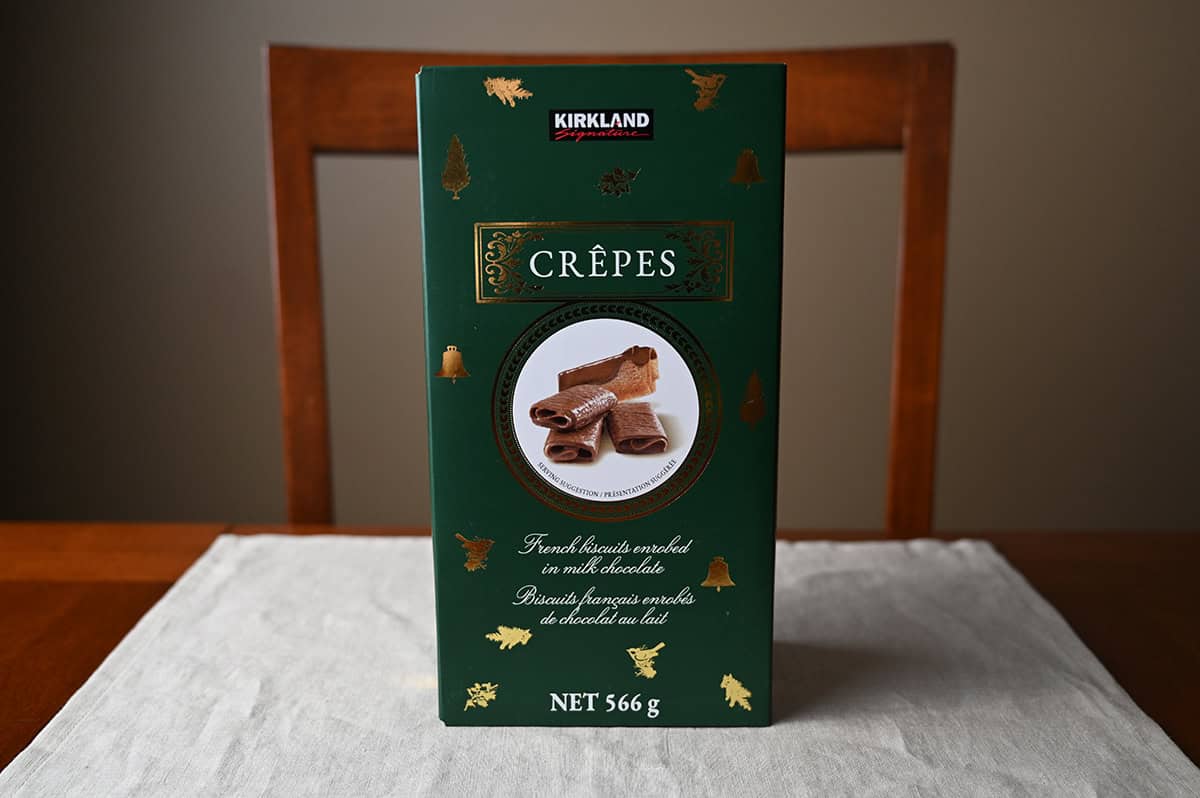 KIRKLAND
Signature
CRÊPES
SERVING SUGGESTION / PRÉSENTATION SUGGÉRÉE
French biscuits enrobed
in milk chocolate
Biscuits français enrobés
de chocolat au lait
NET 566 g